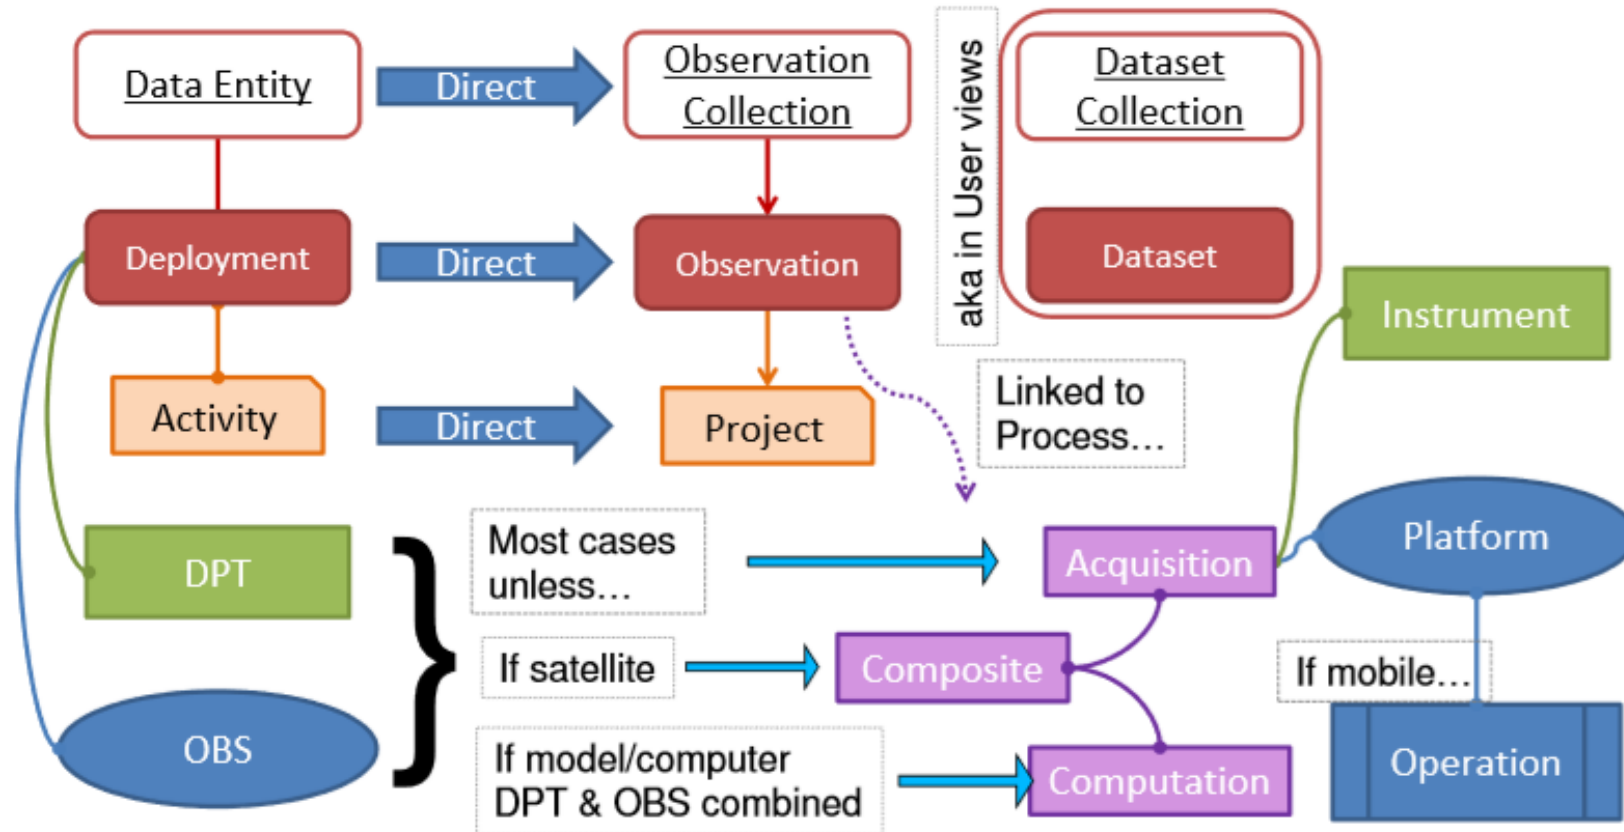 Data Entity
Direct
Observation
Collection
aka in User views
Dataset
Collection
Deployment
Direct
Observation
Dataset
Instrument
Activity
Direct
Project
Linked to
Process…
DPT
Most cases
unless…
Acquisition
Platform
If satellite
Composite
If mobile…
OBS
If model/computer
DPT & OBS combined
Computation
Operation